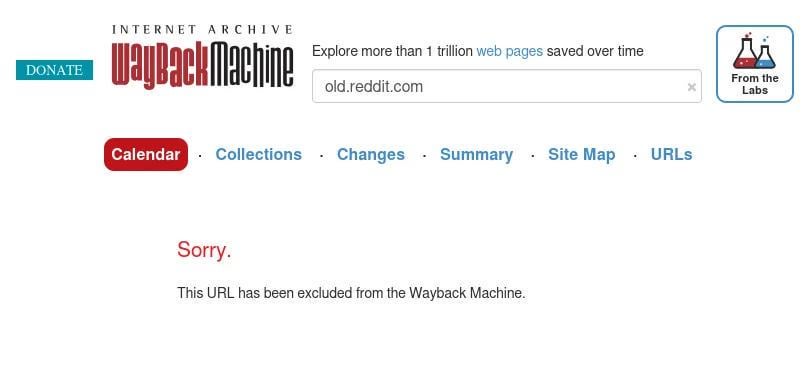 INTERNET ARCHIVE
WayBackMachine
DONATE
Explore more than 1 trillion web pages saved over time
old.reddit.com ×
From the
Labs
Calendar · Collections · Changes · Summary · Site Map · URLs
Sorry.
This URL has been excluded from the Wayback Machine.